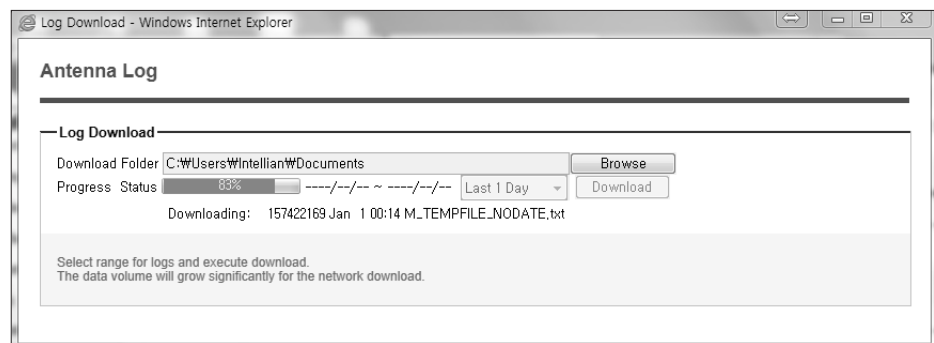 Log Download - Windows Internet Explorer
Antenna Log
Log Download
Download Folder C:₩Users₩Intellian₩Documents Browse
Progress Status 83% ----/--/-- ~ ----/--/-- Last 1 Day Download
Downloading: 157422169 Jan 1 00:14 M_TEMPFILE_NODATE.txt
Select range for logs and execute download.
The data volume will grow significantly for the network download.